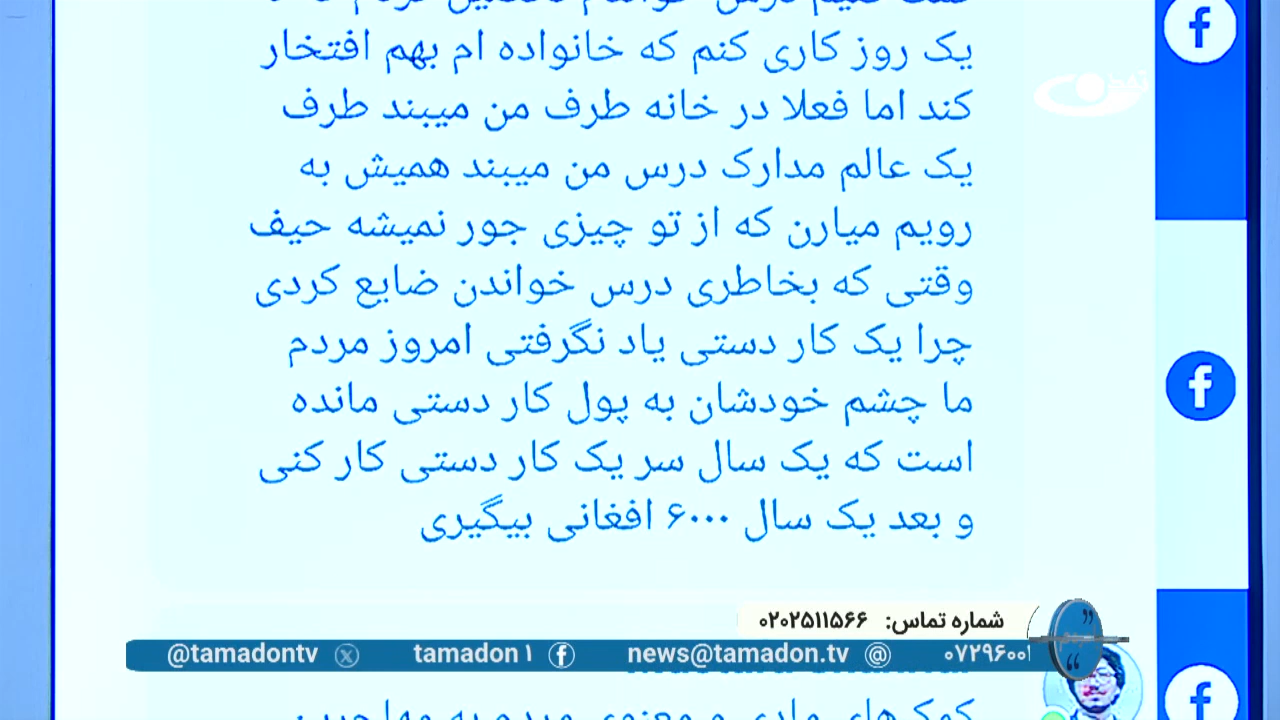 یک روز کاری کنم که خانواده ام بهم افتخار
کند اما فعلا در خانه طرف من میبند طرف
یک عالم مدارک درس من میبند همیش به
رویم میارن که از تو چیزی جور نمیشه حیف
وقتی که بخاطری درس خواندن ضایع کردی
چرا یک کار دستی یاد نگرفتی امروز مردم
ما چشم خودشان به پول کار دستی مانده
است که یک سال سر یک کار دستی کار کنی
و بعد یک سال ۶۰۰۰ افغانی بیگیری
شماره تماس: ۰۲۰۲۵۱۱۵۶۶
@tamadontv tamadon۱ news@tamadon.tv ۰۷۲۹۶۰۰۱